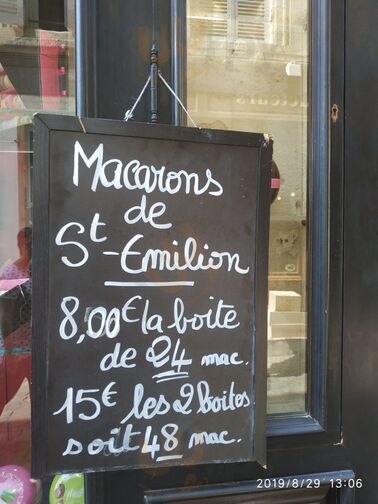 Macarons
de
St-Emilion
8,00€ la boite
de 24 mac.
15€ les 2 boites
soit 48 mac.
2019/8/29 13:06